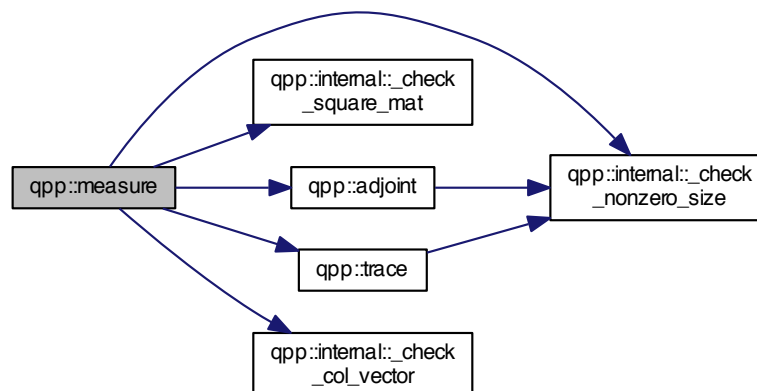 qpp::measure
qpp::internal::_check
_square_mat
qpp::adjoint
qpp::trace
qpp::internal::_check
_col_vector
qpp::internal::_check
_nonzero_size